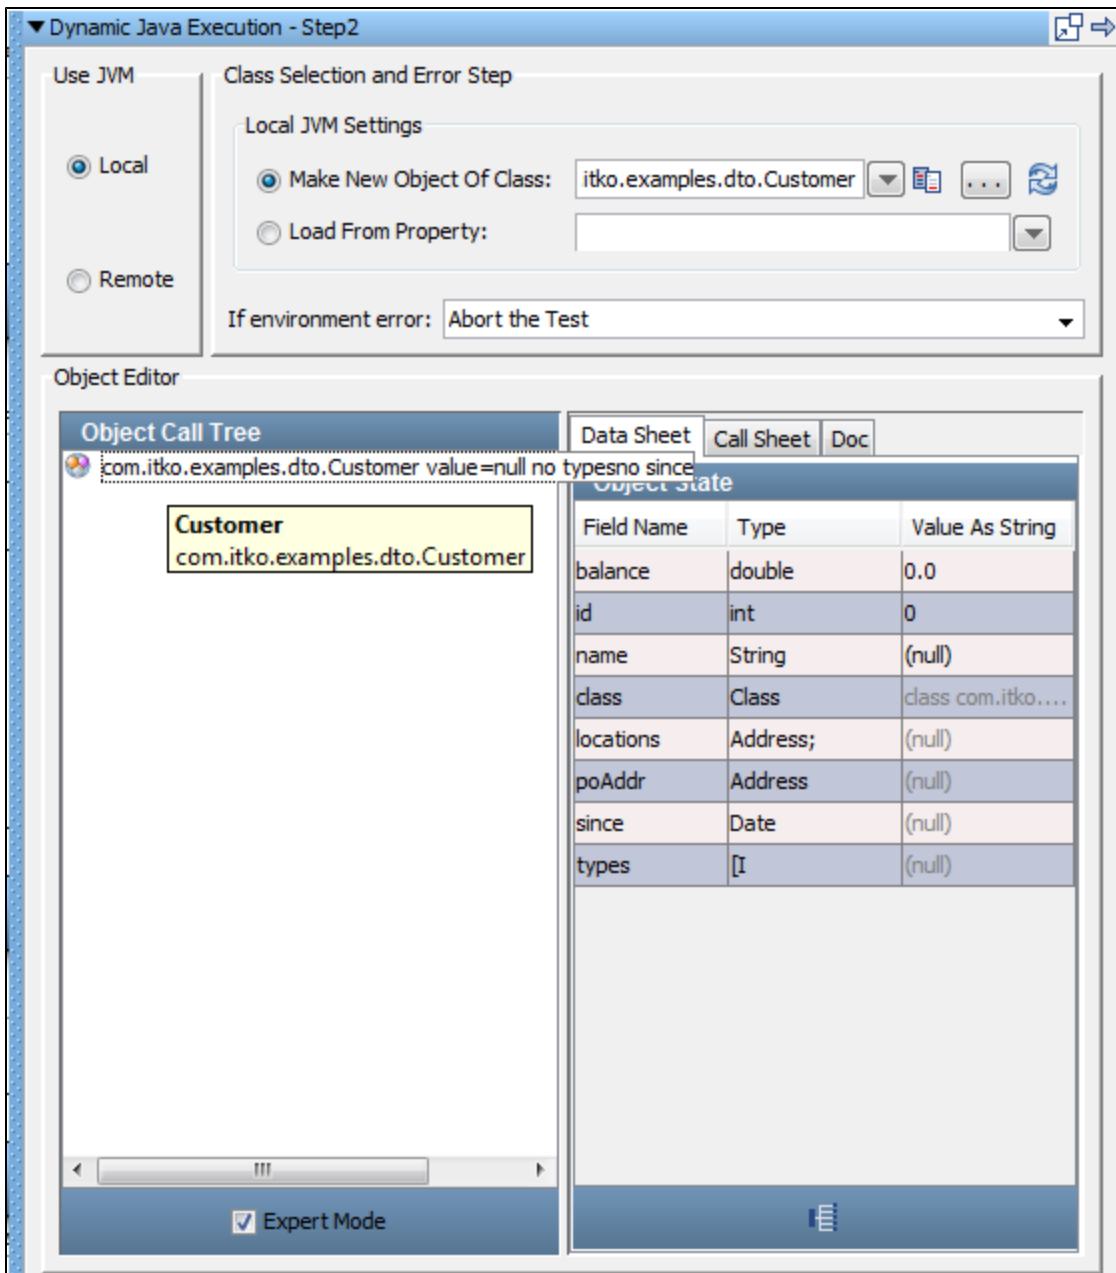 Dynamic Java Execution - Step2
Use JVM
Local
Remote
Class Selection and Error Step
Local JVM Settings
Make New Object Of Class: itko.examples.dto.Customer ...
Load From Property:
If environment error: Abort the Test
Object Editor
Object Call Tree
com.itko.examples.dto.Customer value=null no typesno since
Customer
com.itko.examples.dto.Customer
Expert Mode
Data Sheet Call Sheet Doc
Object State
Field Name Type Value As String
balance double 0.0
id int 0
name String (null)
class Class class com.itko....
locations Address; (null)
poAddr Address (null)
since Date (null)
types [I (null)